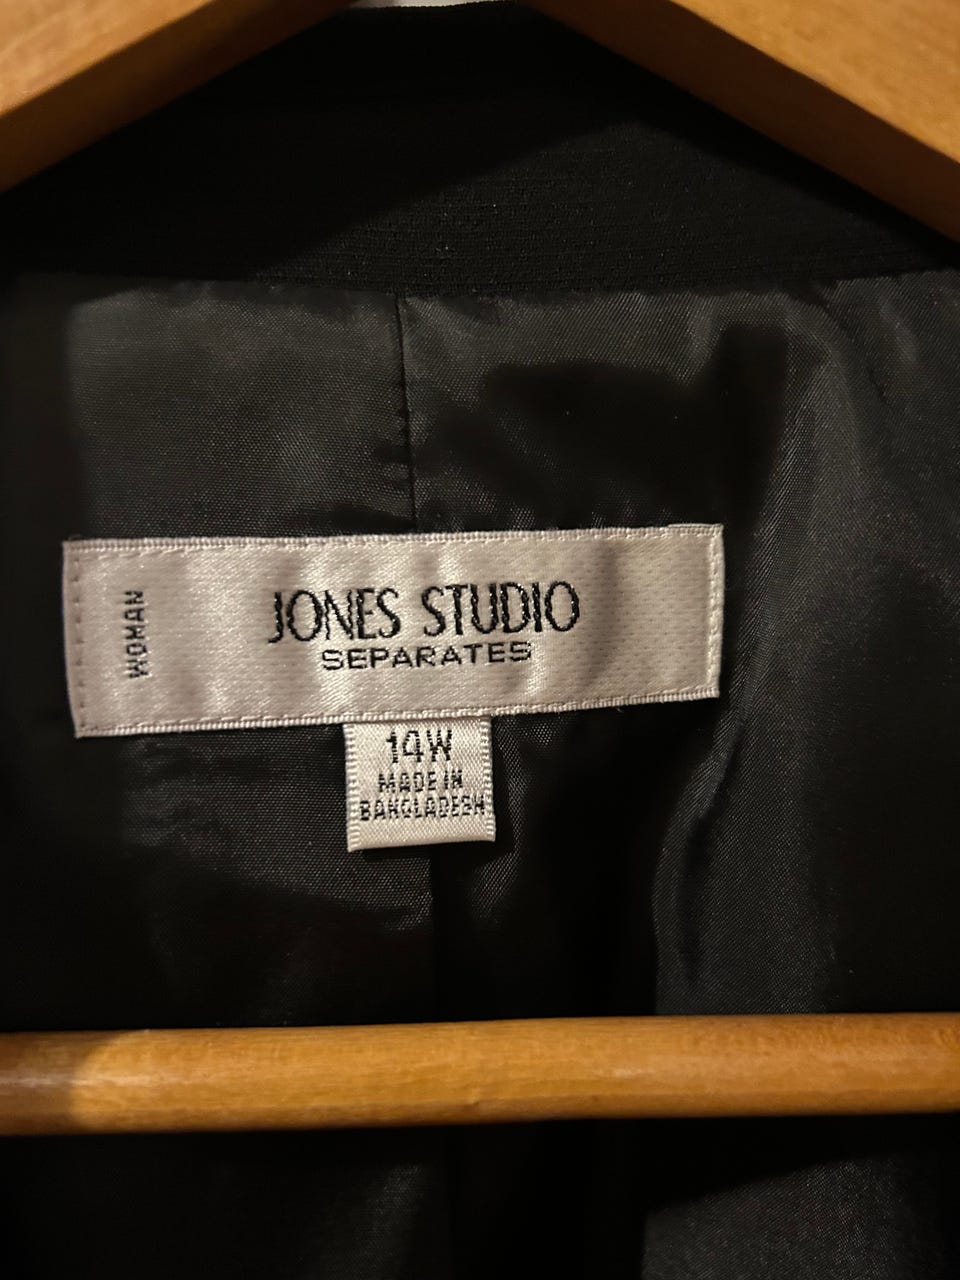 WOMAN
JONES STUDIO
SEPARATES
14W
MADE IN
BANGLADESH